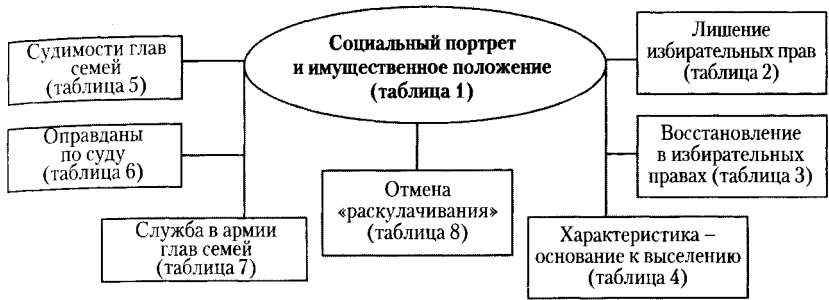 Социальный портрет
и имущественное положение
(таблица 1)
Судимости глав
семей
(таблица 5)
Оправданы
по суду
(таблица 6)
Служба в армии
глав семей
(таблица 7)
Отмена
«раскулачивания»
(таблица 8)
Лишение
избирательных прав
(таблица 2)
Восстановление
в избирательных
правах (таблица 3)
Характеристика –
основание к выселению
(таблица 4)